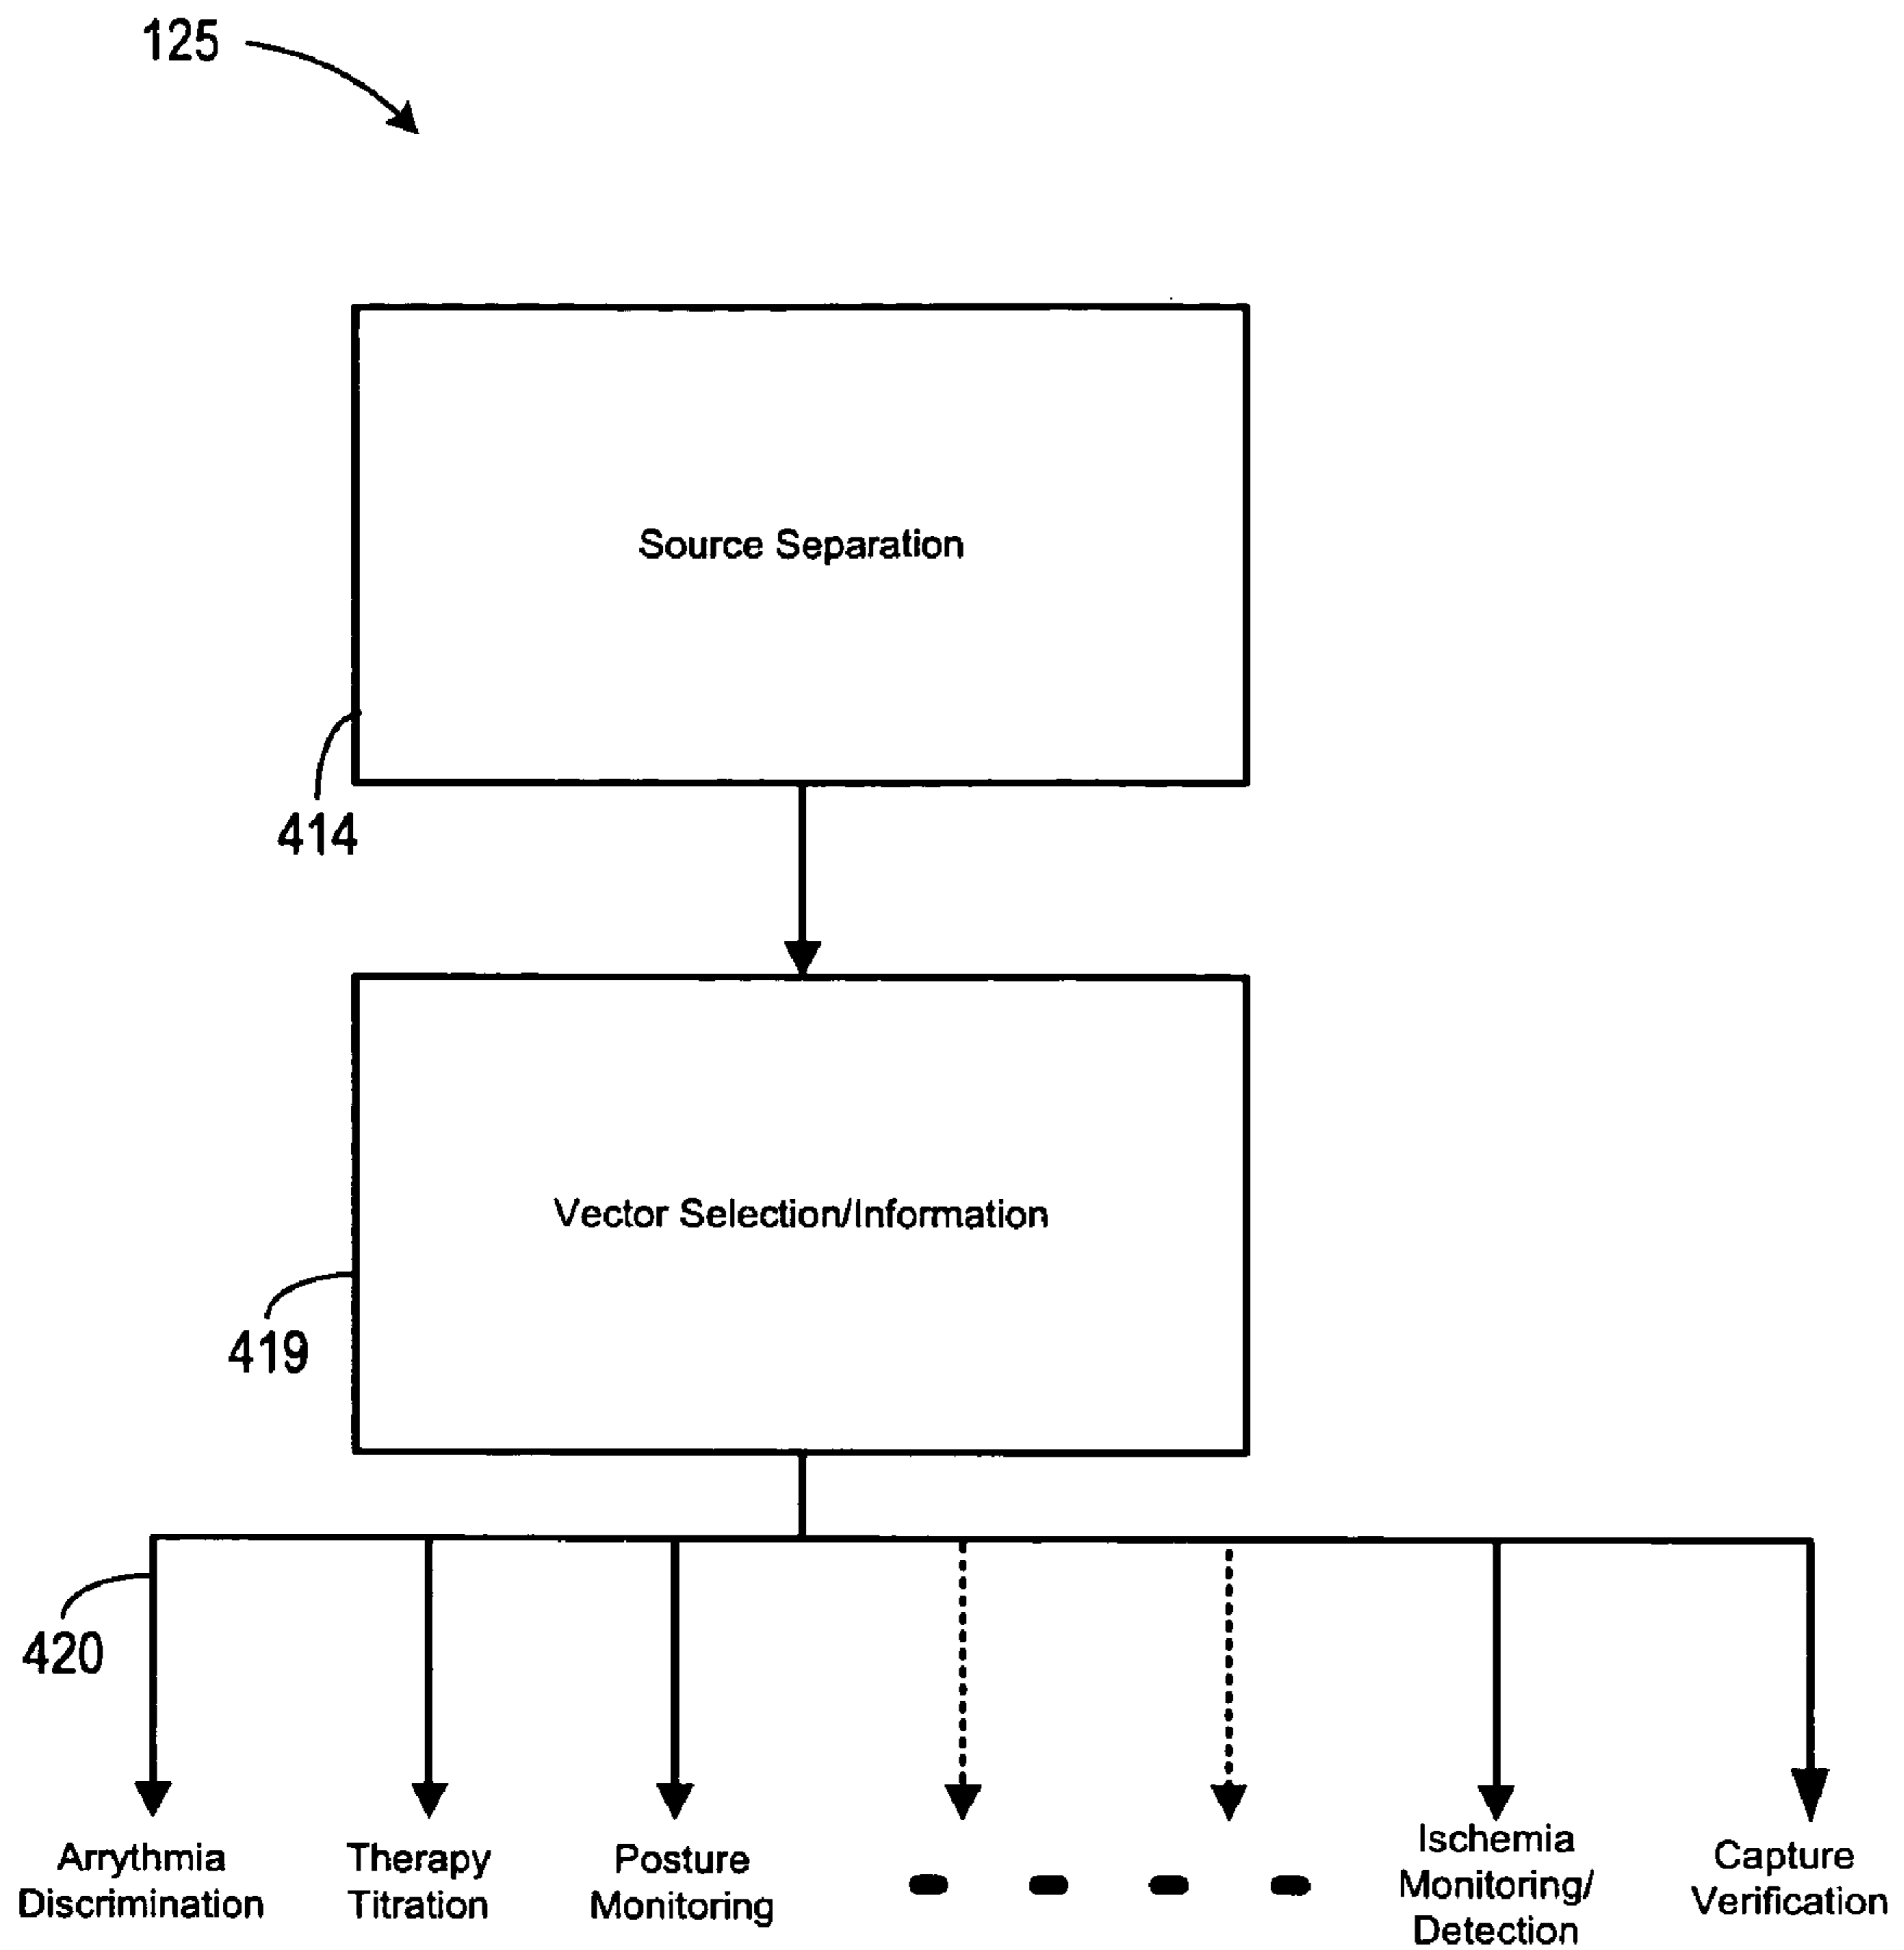 125
Source Separation
414
Vector Selection/Information
419
420
Arrythmia
Discrimination
Therapy
Titration
Posture
Monitoring
Ischemia
Monitoring/
Detection
Capture
Verification